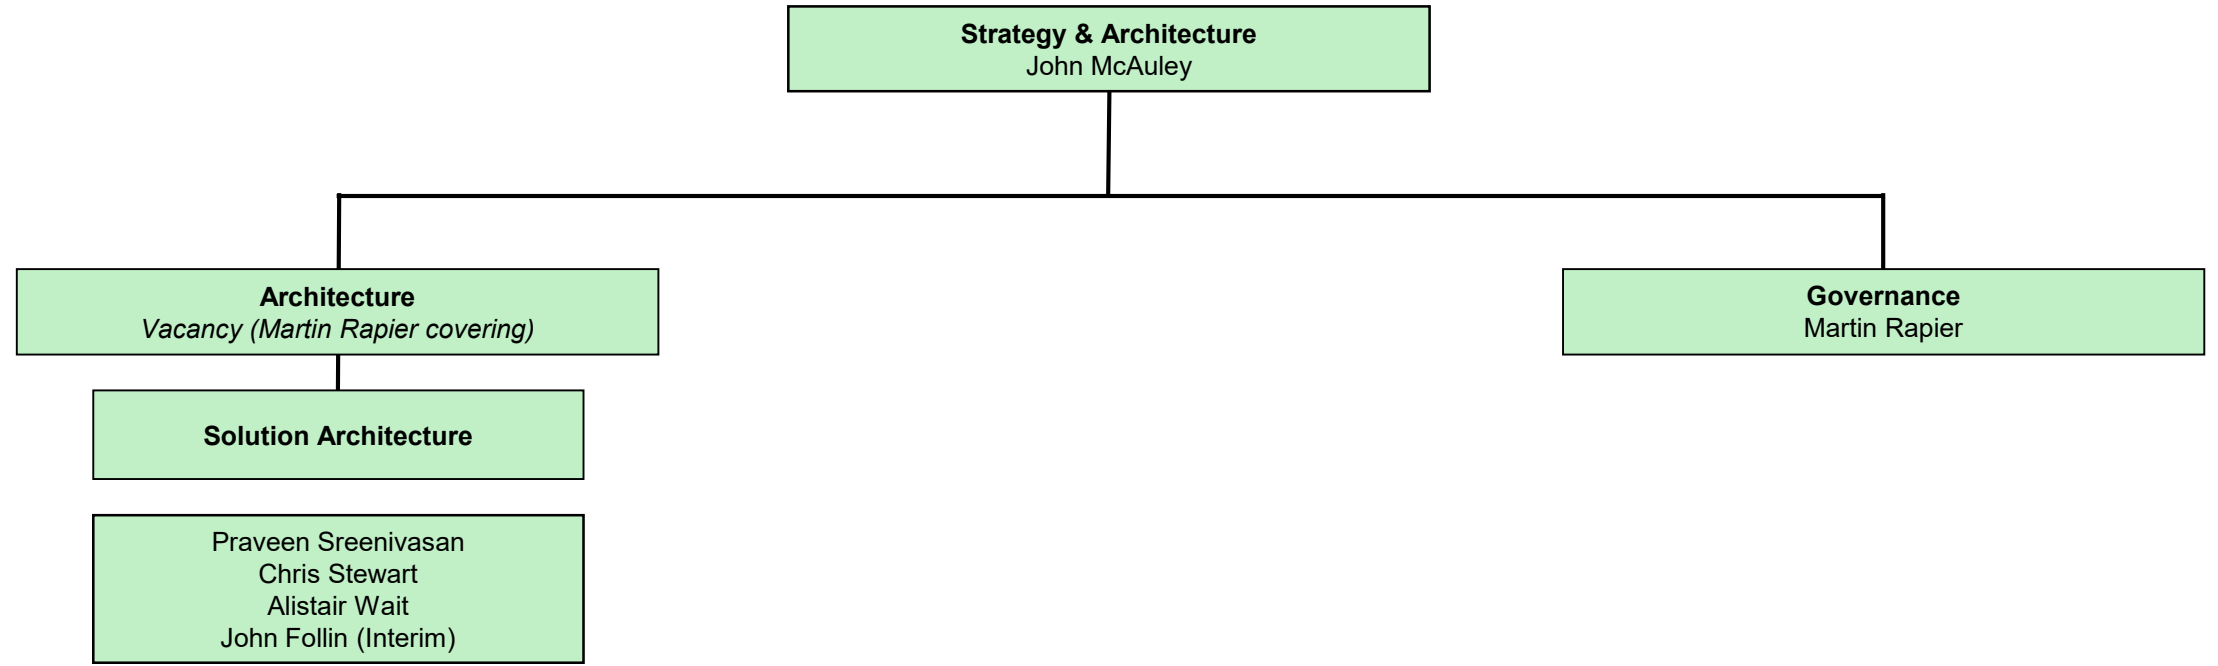 Strategy & Architecture
John McAuley
Architecture
Vacancy (Martin Rapier covering)
Governance
Martin Rapier
Solution Architecture
Praveen Sreenivasan
Chris Stewart
Alistair Wait
John Follin (Interim)